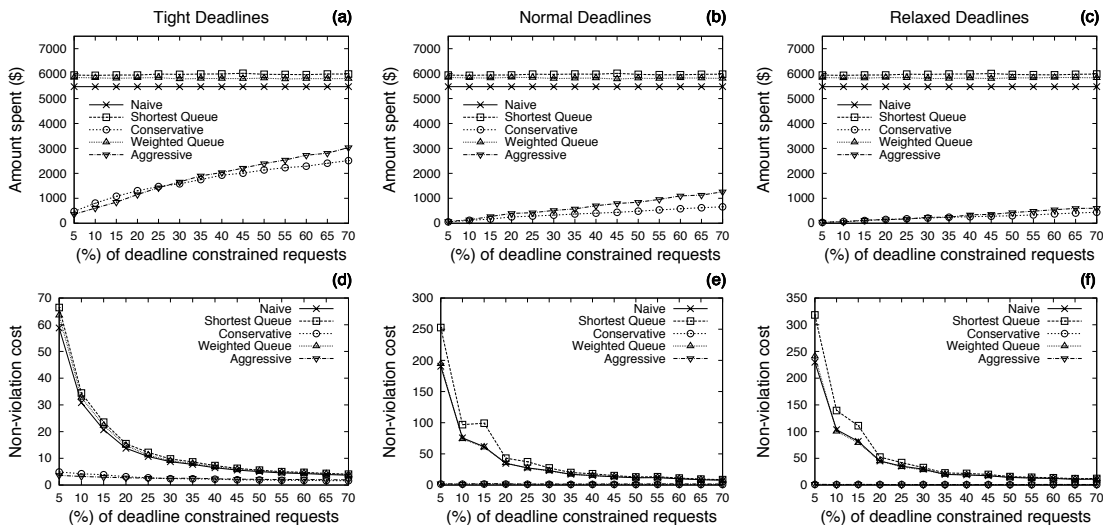 Tight Deadlines
(a)
Amount spent ($)
7000
6000
5000
4000
3000
2000
1000
0
Naive
Shortest Queue
Conservative
Weighted Queue
Aggressive
5 10 15 20 25 30 35 40 45 50 55 60 65 70
(%) of deadline constrained requests
Normal Deadlines
(b)
Amount spent ($)
7000
6000
5000
4000
3000
2000
1000
0
Naive
Shortest Queue
Conservative
Weighted Queue
Aggressive
5 10 15 20 25 30 35 40 45 50 55 60 65 70
(%) of deadline constrained requests
Relaxed Deadlines
(c)
Amount spent ($)
7000
6000
5000
4000
3000
2000
1000
0
Naive
Shortest Queue
Conservative
Weighted Queue
Aggressive
5 10 15 20 25 30 35 40 45 50 55 60 65 70
(%) of deadline constrained requests
(d)
Non-violation cost
70
60
50
40
30
20
10
0
Naive
Shortest Queue
Conservative
Weighted Queue
Aggressive
5 10 15 20 25 30 35 40 45 50 55 60 65 70
(%) of deadline constrained requests
(e)
Non-violation cost
300
250
200
150
100
50
0
Naive
Shortest Queue
Conservative
Weighted Queue
Aggressive
5 10 15 20 25 30 35 40 45 50 55 60 65 70
(%) of deadline constrained requests
(f)
Non-violation cost
350
300
250
200
150
100
50
0
Naive
Shortest Queue
Conservative
Weighted Queue
Aggressive
5 10 15 20 25 30 35 40 45 50 55 60 65 70
(%) of deadline constrained requests